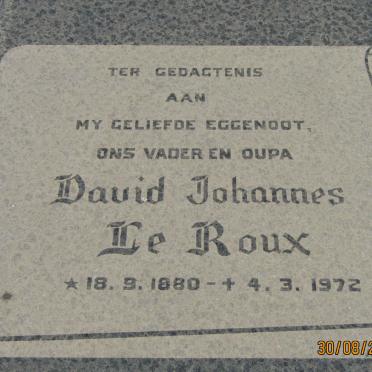 TER GEDAGTENIS
AAN
MY GELIEFDE EGGENOOT,
ONS VADER EN OUPA
David Johannes
Le Roux
★ 18. 9. 1880 - ✝ 4. 3. 1972
30/08/2